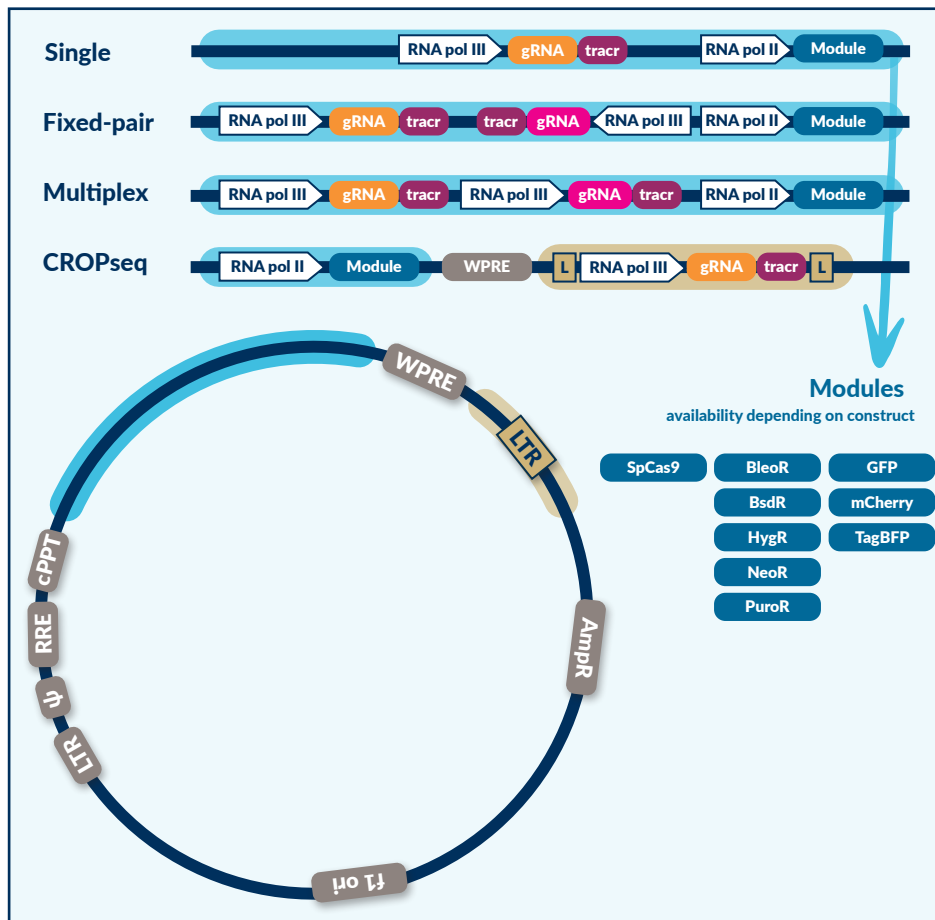 Single
RNA pol III gRNA tracr RNA pol II Module
Fixed-pair
RNA pol III gRNA tracr tracr gRNA RNA pol III RNA pol II Module
Multiplex
RNA pol III gRNA tracr RNA pol III gRNA tracr RNA pol II Module
CROPseq
RNA pol II Module WPRE L RNA pol III gRNA tracr L
WPRE
LTR
AmpR
f1 ori
LTR
ψ
RRE
cPPT
Modules
availability depending on construct
SpCas9 BleoR GFP
BsdR mCherry
HygR TagBFP
NeoR
PuroR